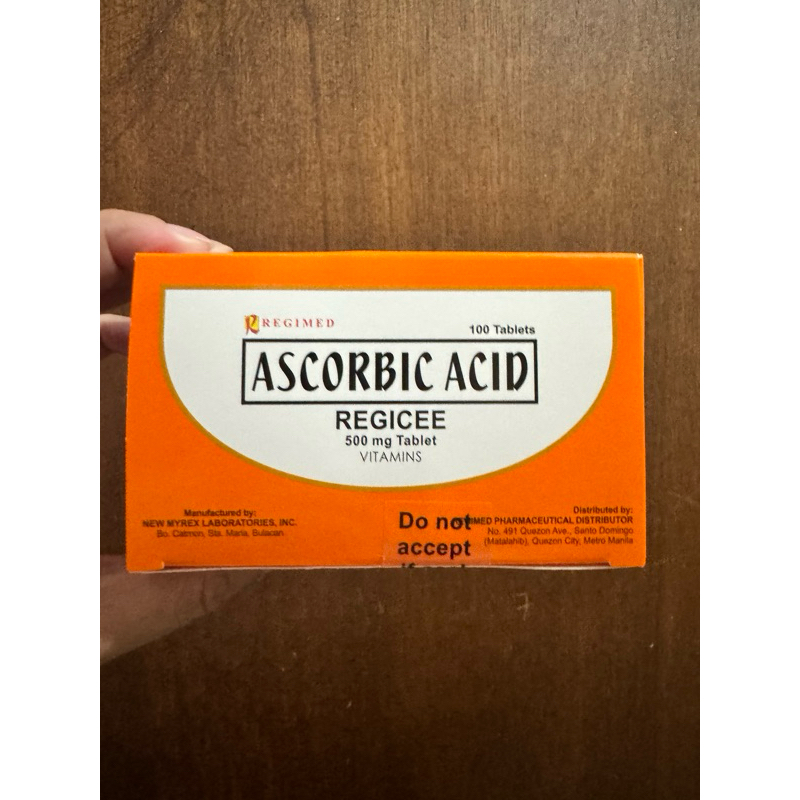 REGIMED
100 Tablets
ASCORBIC ACID
REGICEE
500 mg Tablet
VITAMINS
Manufactured by:
NEW MYREX LABORATORIES, INC.
Bo. Catmon, Sta. Maria, Bulacan
Do not
accept
Distributed by:
PHARMACEUTICAL DISTRIBUTOR
No. 491 Quezon Ave., Santo Domingo
(Matalahib), Quezon City, Metro Manila